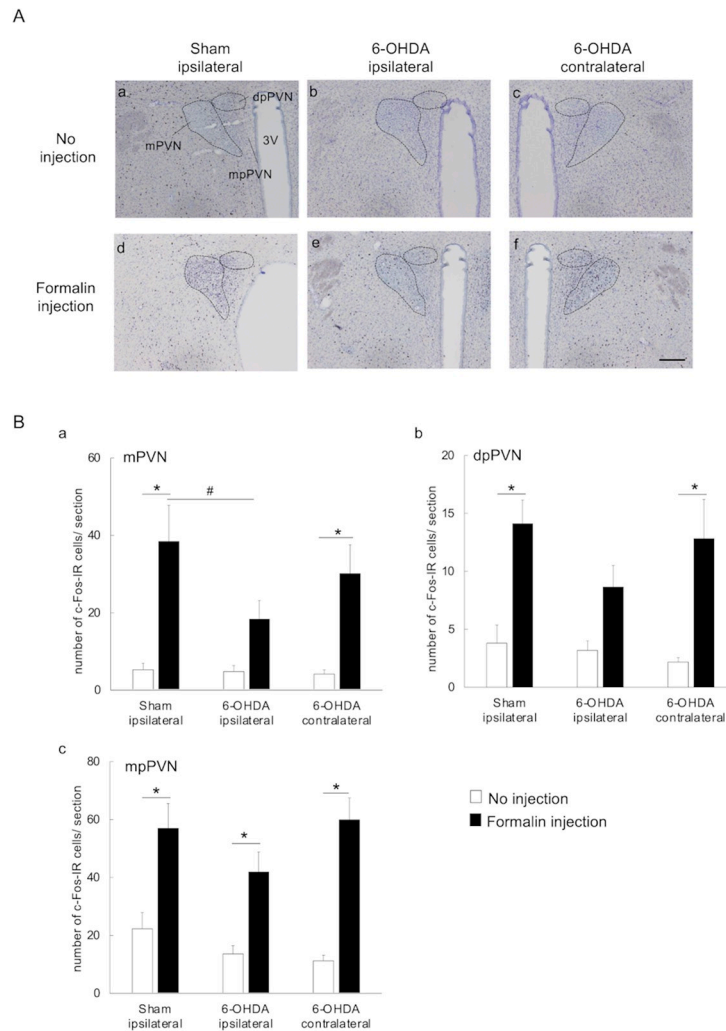 A
Sham
ipsilateral
6-OHDA
ipsilateral
6-OHDA
contralateral
No
injection
a
dpPVN
mPVN
3V
mpPVN
b
c
Formalin
injection
d
e
f
B
a
mPVN
number of c-Fos-IR cells/ section
60
40
20
0
*
#
*
Sham
ipsilateral
6-OHDA
ipsilateral
6-OHDA
contralateral
b
dpPVN
number of c-Fos-IR cells/ section
20
15
10
5
0
*
*
Sham
ipsilateral
6-OHDA
ipsilateral
6-OHDA
contralateral
c
mpPVN
number of c-Fos-IR cells/ section
80
60
40
20
0
*
*
*
Sham
ipsilateral
6-OHDA
ipsilateral
6-OHDA
contralateral
No injection
Formalin injection